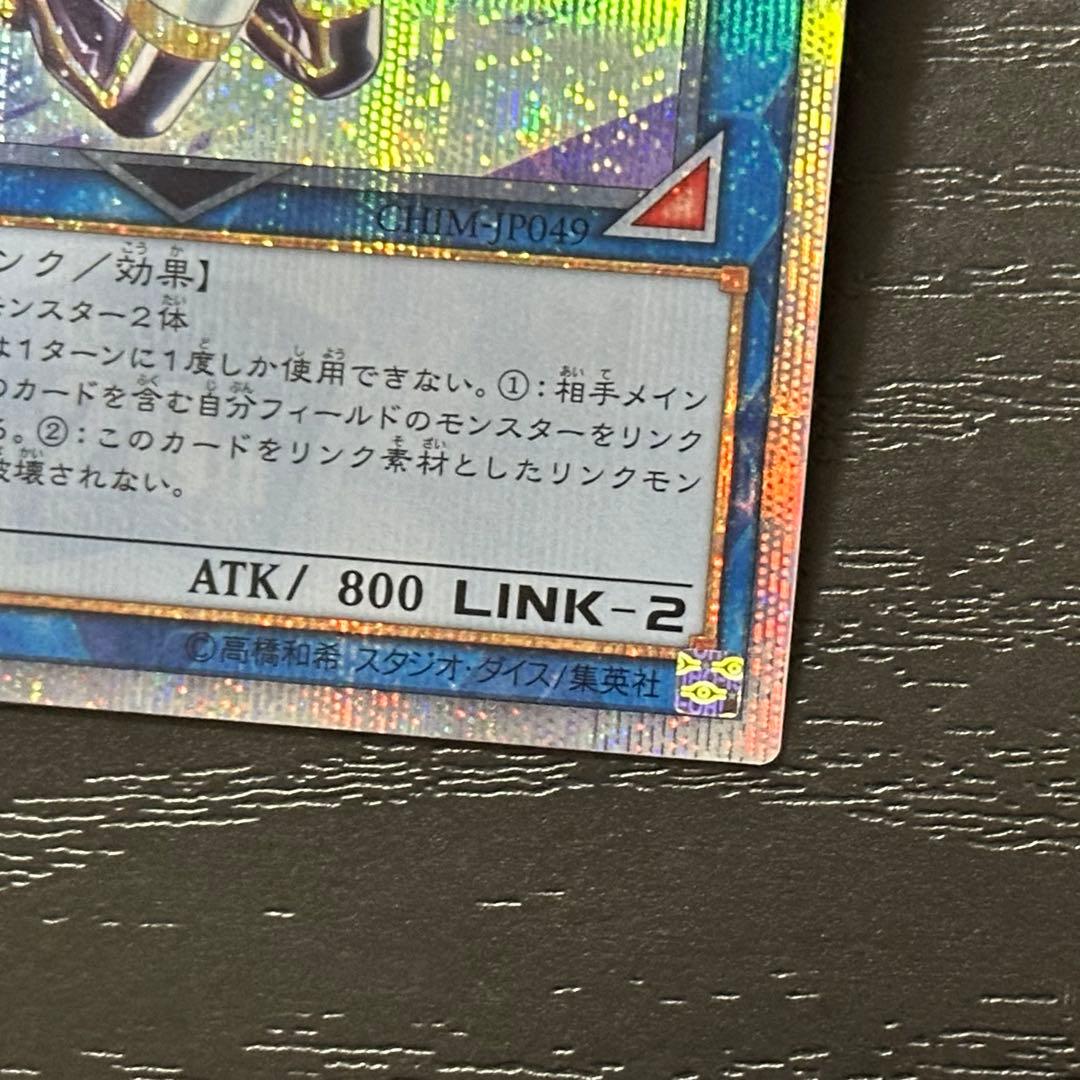 CHIM-JP049
ンク／効果】
モンスター2体
は1ターンに1度しか使用できない。①：相手メイン
のカードを含む自分フィールドのモンスターをリンク
る。②：このカードをリンク素材としたリンクモン
破壊されない。
ATK/ 800 LINK-2
©高橋和希 スタジオ・ダイス/集英社